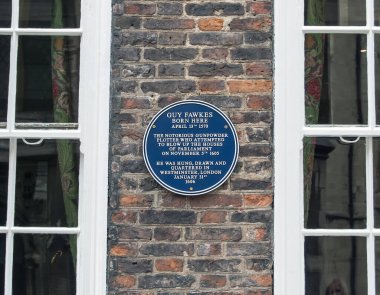 GUY FAWKES
BORN HERE
APRIL 13TH 1570
THE NOTORIOUS GUNPOWDER
PLOTTER WHO ATTEMPTED
TO BLOW UP THE HOUSES
OF PARLIAMENT
ON NOVEMBER 5TH 1605
HE WAS HUNG, DRAWN AND
QUARTERED IN
WESTMINSTER, LONDON
JANUARY 31ST
1606